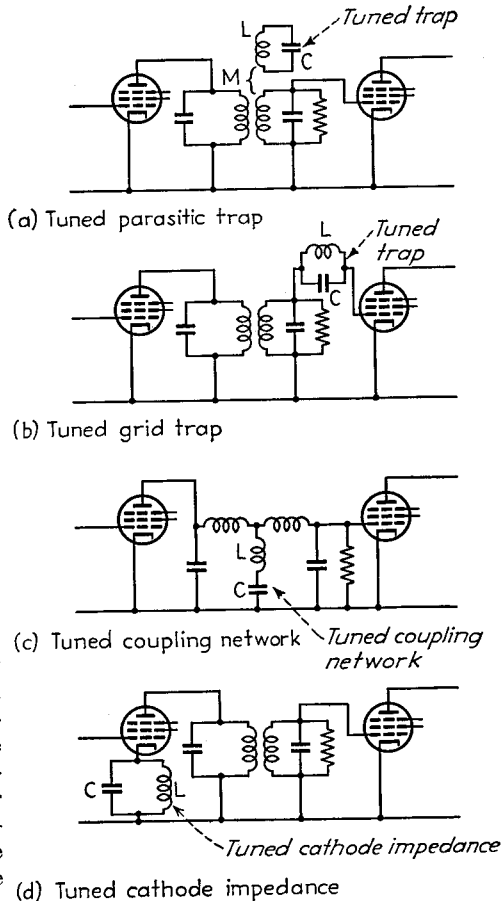 L
Tuned trap
C
M
(a) Tuned parasitic trap
L
Tuned
trap
C
(b) Tuned grid trap
L
C
(c) Tuned coupling network
Tuned coupling
network
C
L
Tuned cathode impedance
(d) Tuned cathode impedance